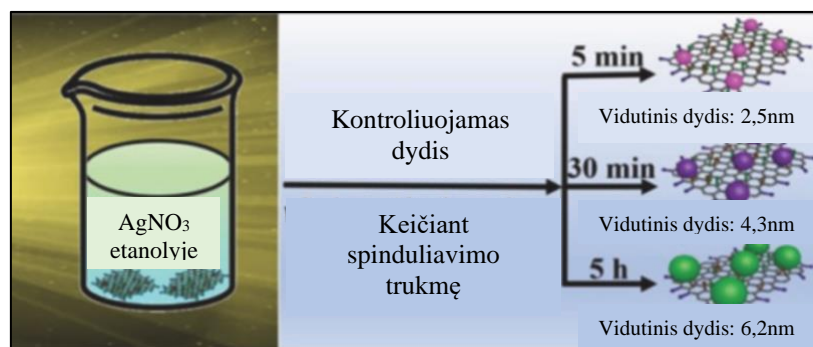 AgNO₃
etanolyje
Kontroliuojamas
dydis
Keičiant
spinduliavimo
trukmę
5 min
Vidutinis dydis: 2,5nm
30 min
Vidutinis dydis: 4,3nm
5 h
Vidutinis dydis: 6,2nm